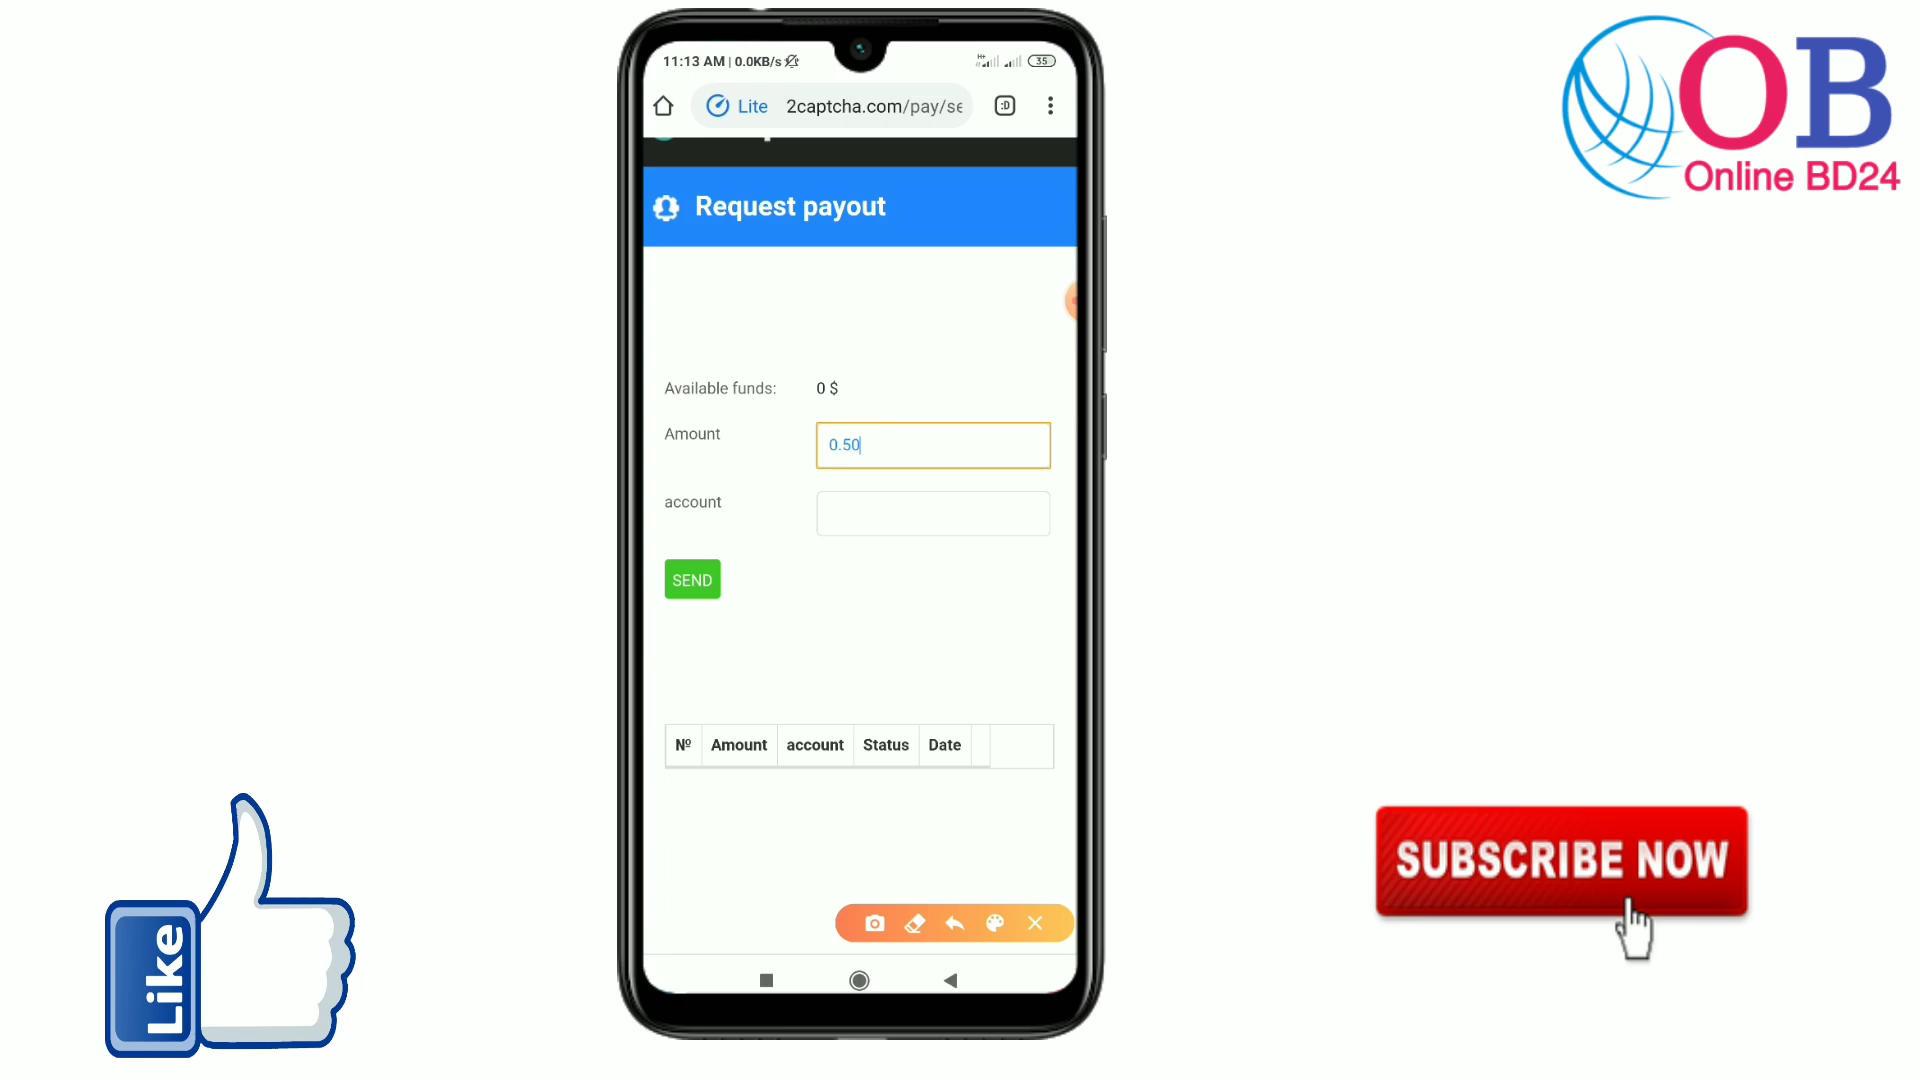 11:13 AM | 0.0KB/s
H+
35
Lite 2captcha.com/pay/se
:D
Request payout
Available funds: 0 $
Amount 0.50
account
SEND
Nº Amount account Status Date
OB
Online BD24
Like
SUBSCRIBE NOW